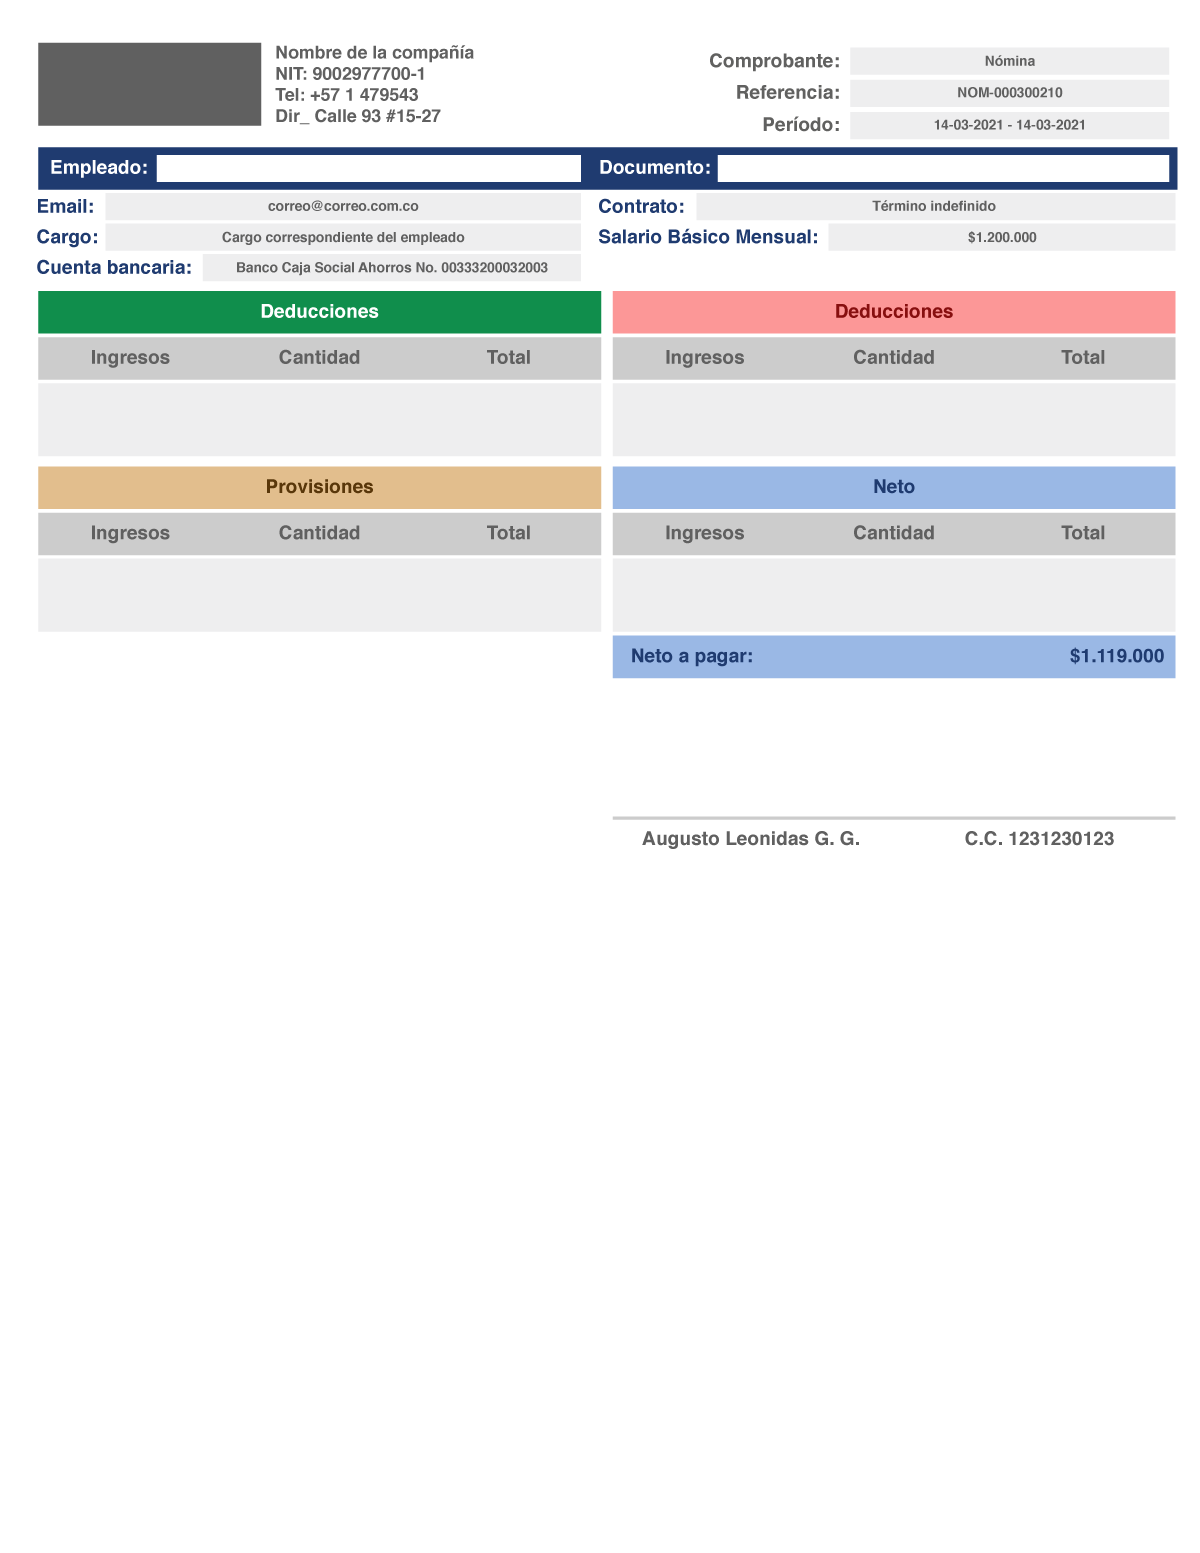 Nombre de la compañía
NIT: 9002977700-1
Tel: +57 1 479543
Dir_ Calle 93 #15-27
Comprobante: Nómina
Referencia: NOM-000300210
Período: 14-03-2021 - 14-03-2021
Empleado: Documento:
Email: correo@correo.com.co Contrato: Término indefinido
Cargo: Cargo correspondiente del empleado Salario Básico Mensual: $1.200.000
Cuenta bancaria: Banco Caja Social Ahorros No. 00333200032003
Deducciones Deducciones
Ingresos Cantidad Total Ingresos Cantidad Total
Provisiones Neto
Ingresos Cantidad Total Ingresos Cantidad Total
Neto a pagar: $1.119.000
Augusto Leonidas G. G. C.C. 1231230123